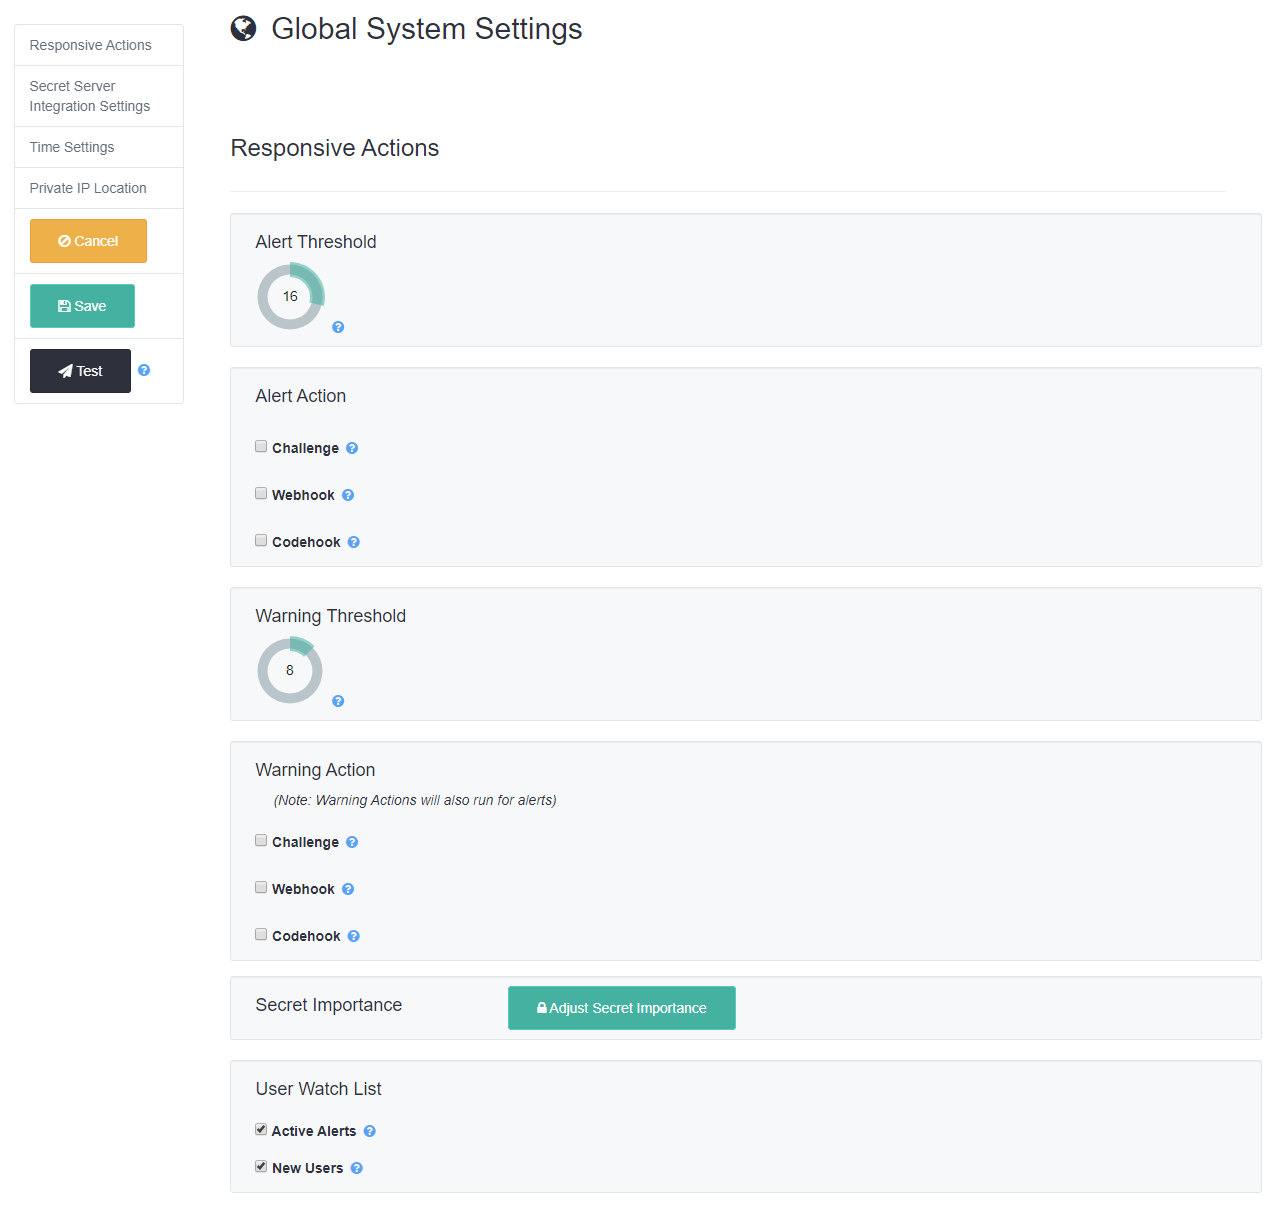 Global System Settings
Responsive Actions
Secret Server
Integration Settings
Time Settings
Private IP Location
Cancel
Save
Test
Responsive Actions
Alert Threshold
16
Alert Action
Challenge
Webhook
Codehook
Warning Threshold
8
Warning Action
(Note: Warning Actions will also run for alerts)
Challenge
Webhook
Codehook
Secret Importance
Adjust Secret Importance
User Watch List
Active Alerts
New Users